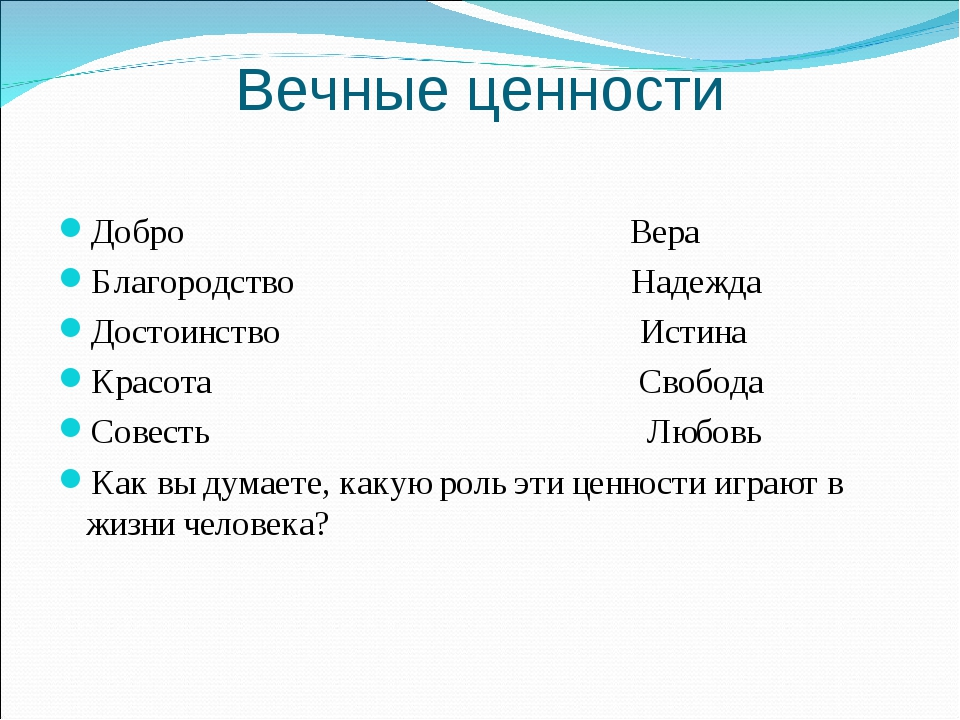 Вечные ценности
Добро Вера
Благородство Надежда
Достоинство Истина
Красота Свобода
Совесть Любовь
Как вы думаете, какую роль эти ценности играют в
жизни человека?